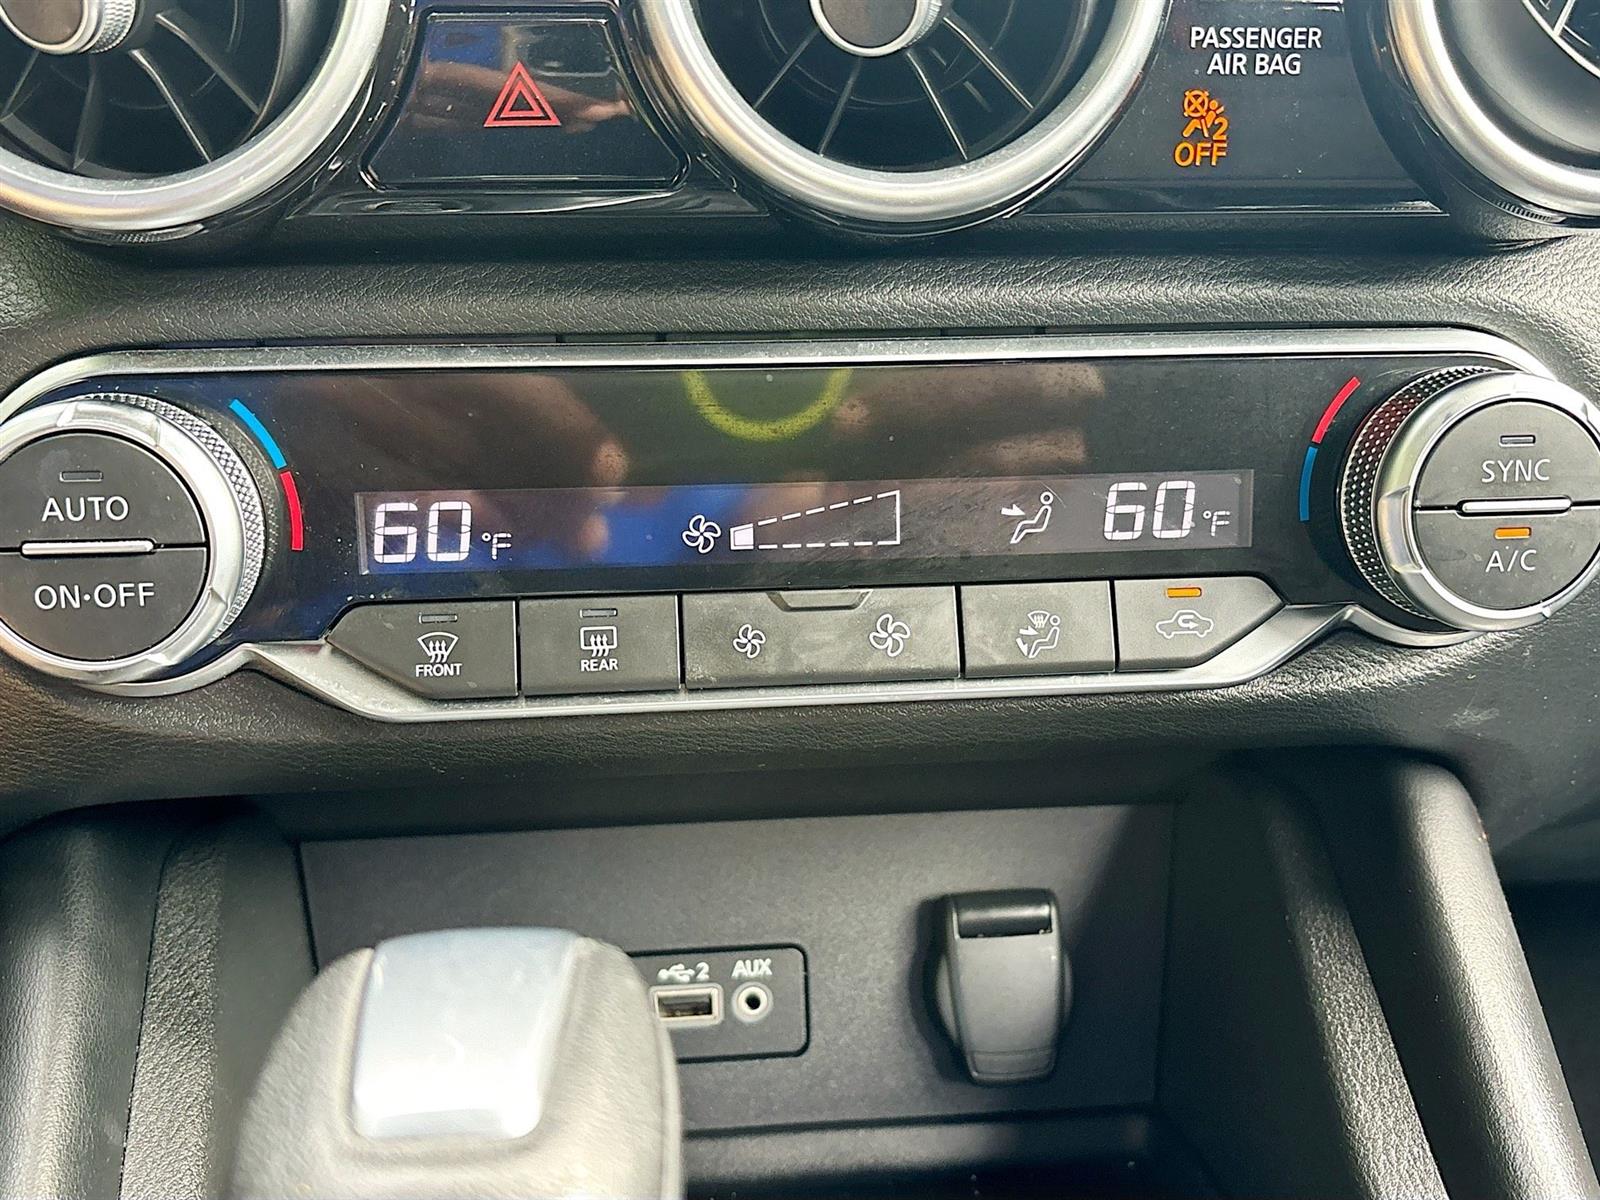 PASSENGER
AIR BAG
2
OFF
60°F
60°F
AUTO
ON·OFF
SYNC
A/C
FRONT
REAR
2 AUX